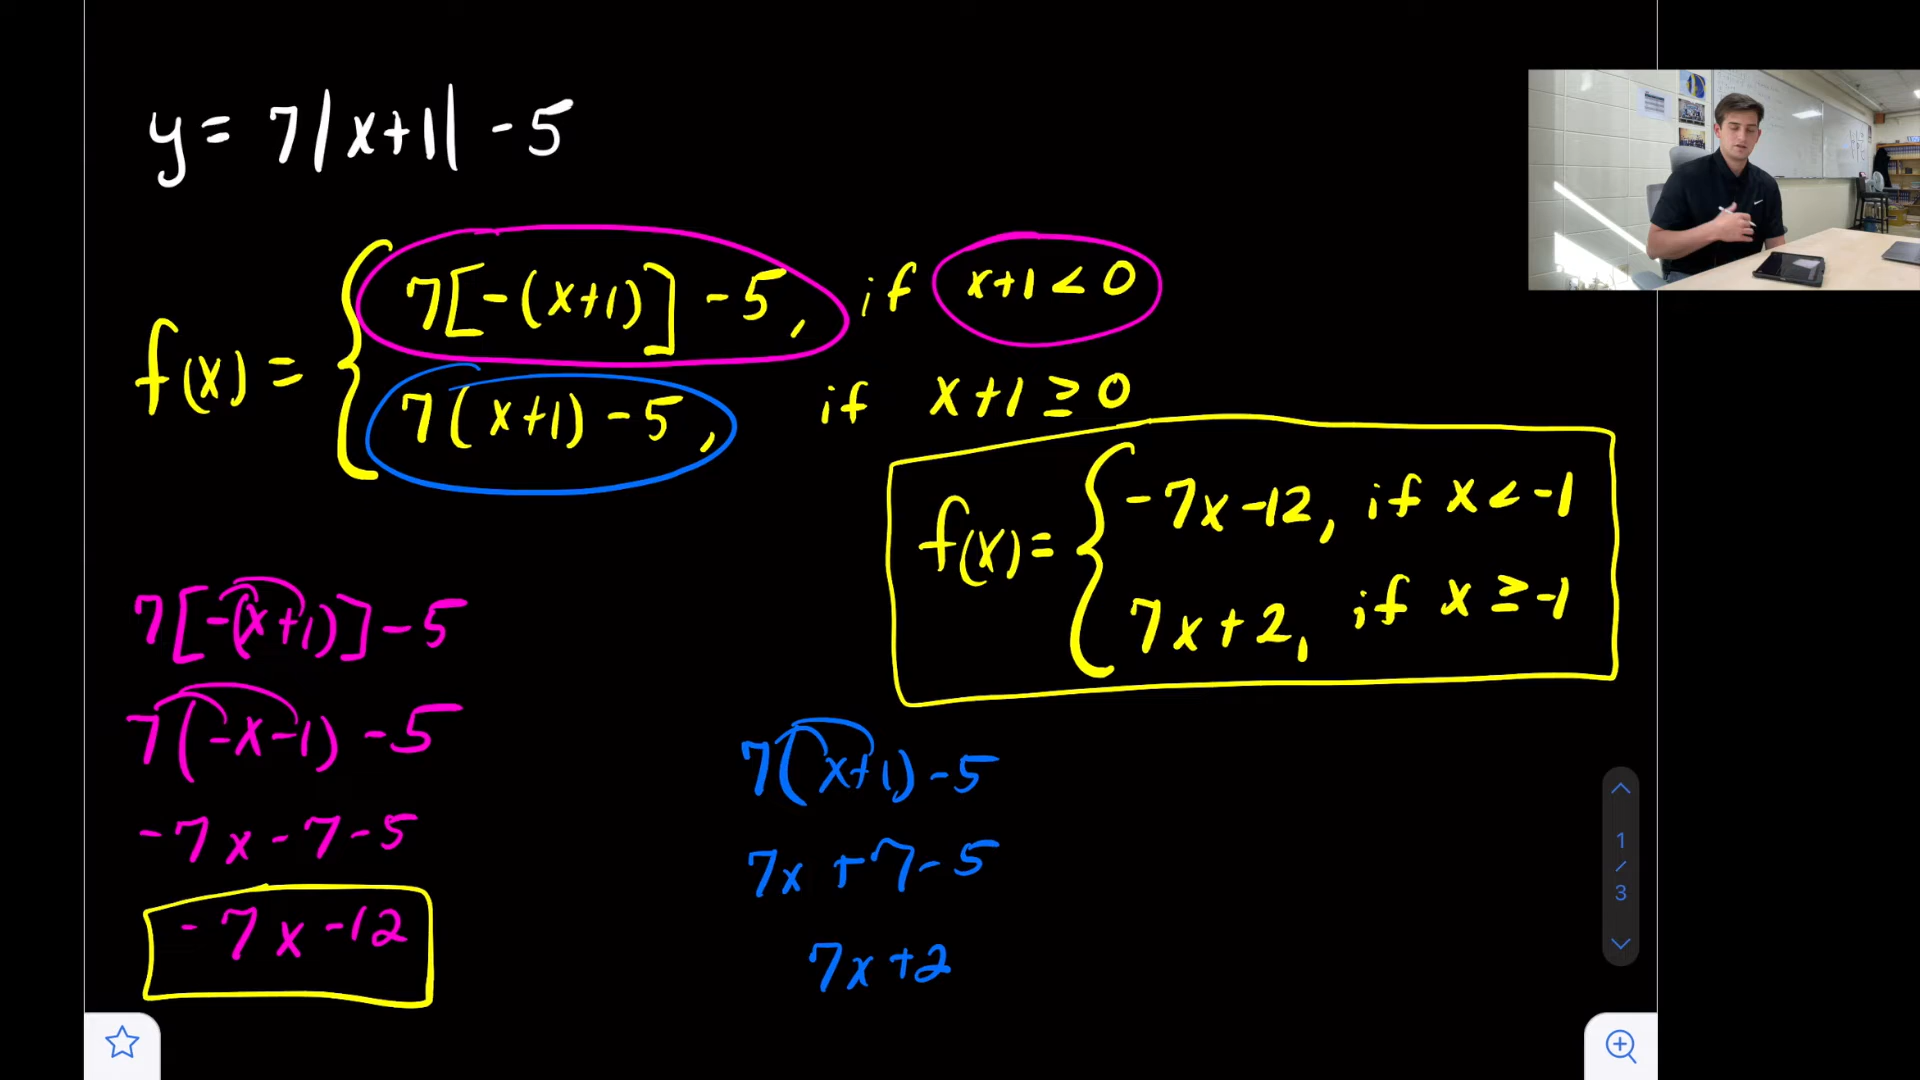 y = 7|x+1| - 5
f(x) = { 7[-(x+1)] - 5, if x+1 < 0
7(x+1) - 5, if x+1 ≥ 0
f(x) = { -7x-12, if x < -1
7x+2, if x ≥ -1
7[-(x+1)] - 5
7(-x-1) - 5
-7x-7-5
-7x-12
7(x+1) - 5
7x+7-5
7x+2
1
/
3